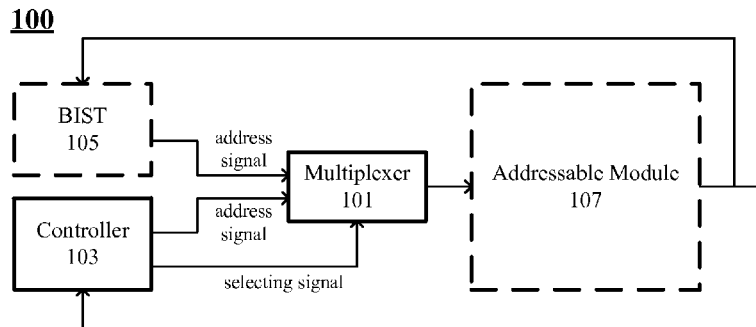 100
BIST
105
address
signal
Multiplexer
101
Addressable Module
107
address
signal
Controller
103
selecting signal